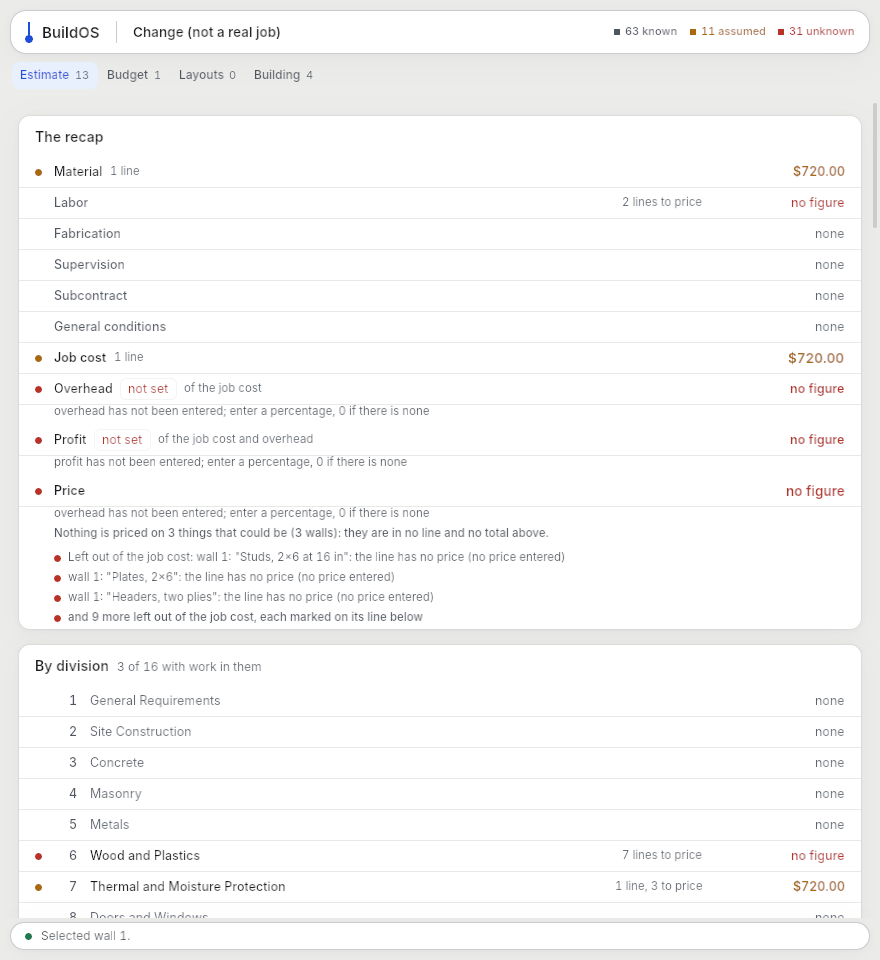 BuildOS Change (not a real job) 63 known 11 assumed 31 unknown
Estimate 13 Budget 1 Layouts 0 Building 4
The recap
Material 1 line $720.00
Labor 2 lines to price no figure
Fabrication none
Supervision none
Subcontract none
General conditions none
Job cost 1 line $720.00
Overhead not set of the job cost no figure
overhead has not been entered; enter a percentage, 0 if there is none
Profit not set of the job cost and overhead no figure
profit has not been entered; enter a percentage, 0 if there is none
Price no figure
overhead has not been entered; enter a percentage, 0 if there is none
Nothing is priced on 3 things that could be (3 walls): they are in no line and no total above.
Left out of the job cost: wall 1: "Studs, 2×6 at 16 in": the line has no price (no price entered)
wall 1: "Plates, 2×6": the line has no price (no price entered)
wall 1: "Headers, two plies": the line has no price (no price entered)
and 9 more left out of the job cost, each marked on its line below
By division 3 of 16 with work in them
1 General Requirements none
2 Site Construction none
3 Concrete none
4 Masonry none
5 Metals none
6 Wood and Plastics 7 lines to price no figure
7 Thermal and Moisture Protection 1 line, 3 to price $720.00
8 Doors and Windows none
Selected wall 1.